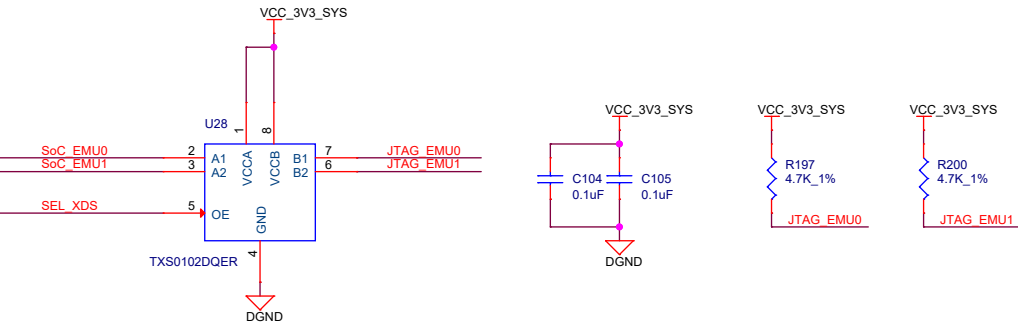 VCC_3V3_SYS
U28
1
8
SoC_EMU0
2
A1
VCCA
VCCB
B1
7
JTAG_EMU0
SoC_EMU1
3
A2
B2
6
JTAG_EMU1
SEL_XDS
5
OE
GND
4
TXS0102DQER
DGND
VCC_3V3_SYS
C104
0.1uF
C105
0.1uF
DGND
VCC_3V3_SYS
R197
4.7K_1%
JTAG_EMU0
VCC_3V3_SYS
R200
4.7K_1%
JTAG_EMU1